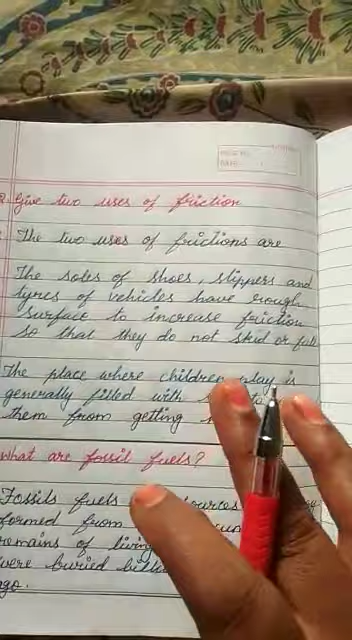 Give two uses of friction
The two uses of frictions are
The soles of shoes, slippers and
tyres of vehicles have rough
surface to increase friction
so that they do not skid or fall
The place where children play is
generally filled with
them from getting
What are fossil fuels?
Fossils fuels
formed from
remains of living
were buried
ago.